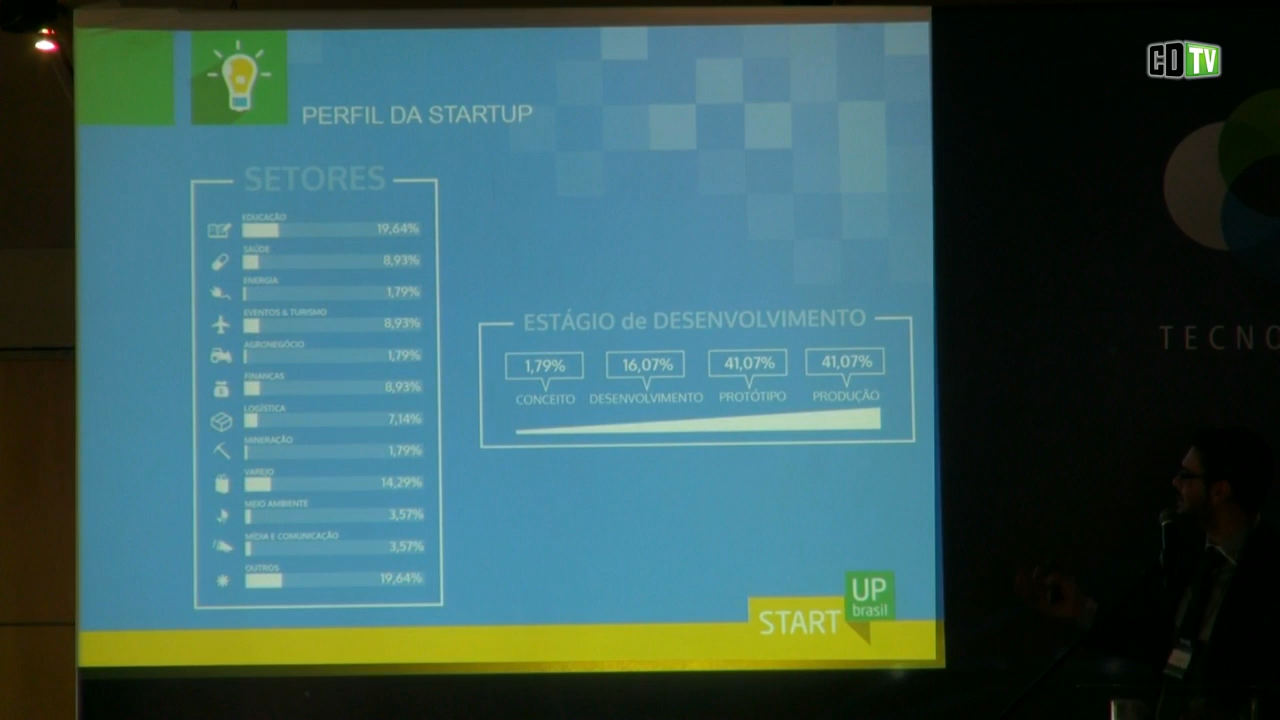 CDTV
PERFIL DA STARTUP
SETORES
EDUCAÇÃO
19,64%
SAÚDE
8,93%
ENERGIA
1,79%
EVENTOS & TURISMO
8,93%
AGRONEGÓCIO
1,79%
FINANÇAS
8,93%
LOGÍSTICA
7,14%
MINERAÇÃO
1,79%
VAREJO
14,29%
MEIO AMBIENTE
3,57%
MÍDIA E COMUNICAÇÃO
3,57%
OUTROS
19,64%
ESTÁGIO de DESENVOLVIMENTO
1,79% 16,07% 41,07% 41,07%
CONCEITO DESENVOLVIMENTO PROTÓTIPO PRODUÇÃO
START UP
brasil
TECNO